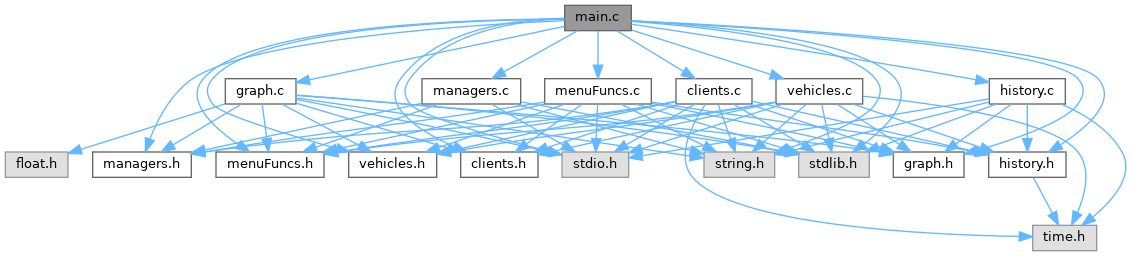 main.c
graph.c
managers.c
menuFuncs.c
clients.c
vehicles.c
history.c
float.h
managers.h
menuFuncs.h
vehicles.h
clients.h
stdio.h
string.h
stdlib.h
graph.h
history.h
time.h